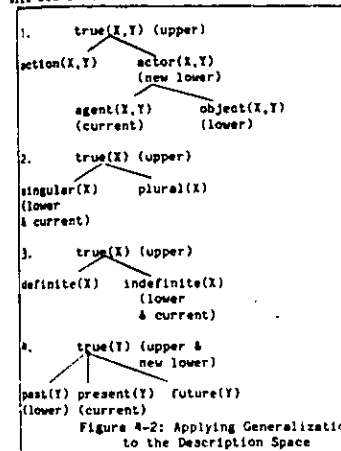 1. true(X,Y) (upper)
action(X,Y) actor(X,Y)
(new lower)
agent(X,Y) object(X,Y)
(current) (lower)
2. true(X) (upper)
singular(X) plural(X)
(lower
& current)
3. true(X) (upper)
definite(X) indefinite(X)
(lower
& current)
4. true(Y) (upper &
new lower)
past(Y) present(Y) future(Y)
(lower) (current)
Figure 4-2: Applying Generalizatio
to the Description Space